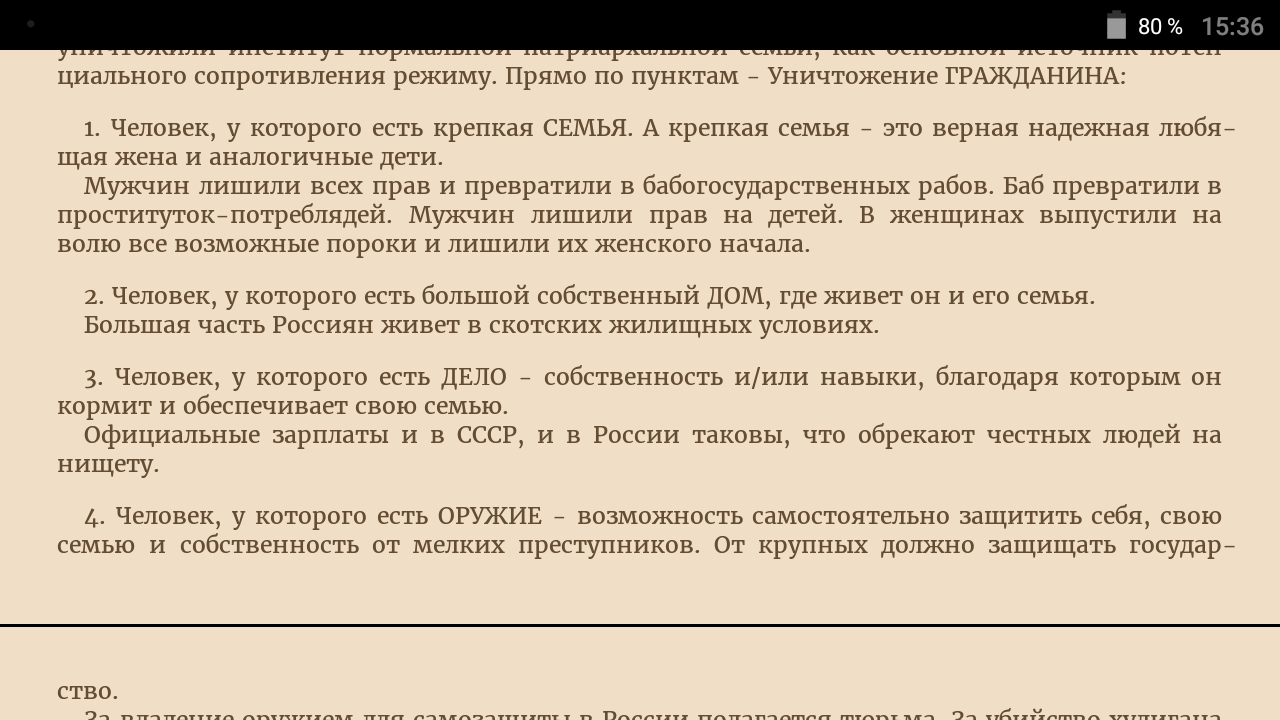 80 % 15:36
уничтожили институт нормальной патриархальной семьи, как основной источник потен
циального сопротивления режиму. Прямо по пунктам - Уничтожение ГРАЖДАНИНА:
1. Человек, у которого есть крепкая СЕМЬЯ. А крепкая семья - это верная надежная любя-
щая жена и аналогичные дети.
Мужчин лишили всех прав и превратили в бабогосударственных рабов. Баб превратили в
проституток-потреблядей. Мужчин лишили прав на детей. В женщинах выпустили на
волю все возможные пороки и лишили их женского начала.
2. Человек, у которого есть большой собственный ДОМ, где живет он и его семья.
Большая часть Россиян живет в скотских жилищных условиях.
3. Человек, у которого есть ДЕЛО - собственность и/или навыки, благодаря которым он
кормит и обеспечивает свою семью.
Официальные зарплаты и в СССР, и в России таковы, что обрекают честных людей на
нищету.
4. Человек, у которого есть ОРУЖИЕ - возможность самостоятельно защитить себя, свою
семью и собственность от мелких преступников. От крупных должно защищать государ-
ство.
За владение оружием для самозащиты в России полагается тюрьма. За убийство хулигана